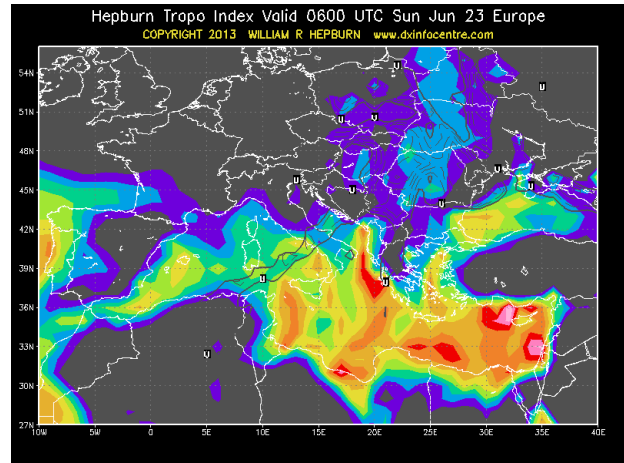 Hepburn Tropo Index Valid 0600 UTC Sun Jun 23 Europe
COPYRIGHT 2013 WILLIAM R HEPBURN www.dxinfocentre.com
54N
51N
48N
45N
42N
39N
36N
33N
30N
27N
U
U
U
U
U
U
U
U
U
U
U
U
U
10W
5W
0
5E
10E
15E
20E
25E
30E
35E
40E